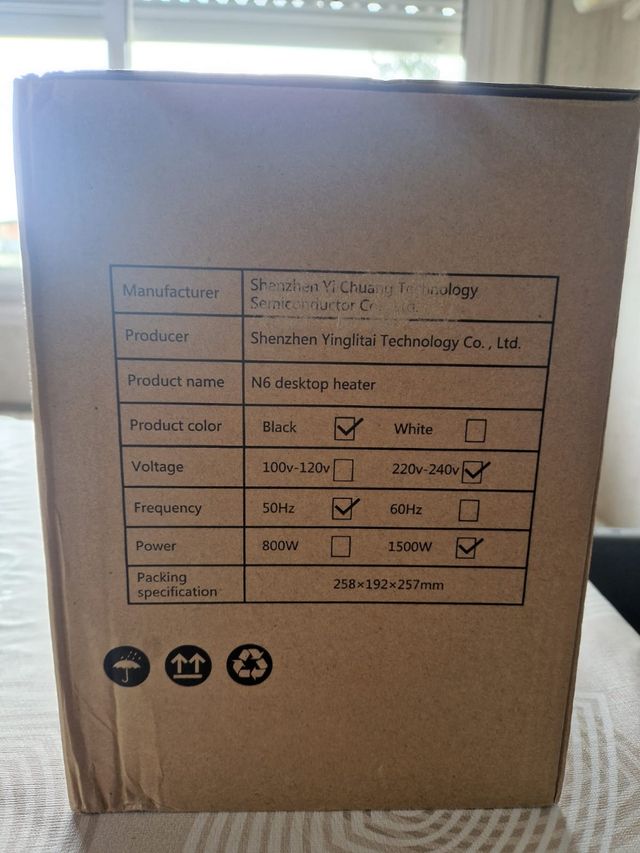 Manufacturer Shenzhen Yi Chuang Technology
Semiconductor Co., Ltd.
Producer Shenzhen Yinglitai Technology Co., Ltd.
Product name N6 desktop heater
Product color Black White
Voltage 100v-120v 220v-240v
Frequency 50Hz 60Hz
Power 800W 1500W
Packing
specification 258×192×257mm